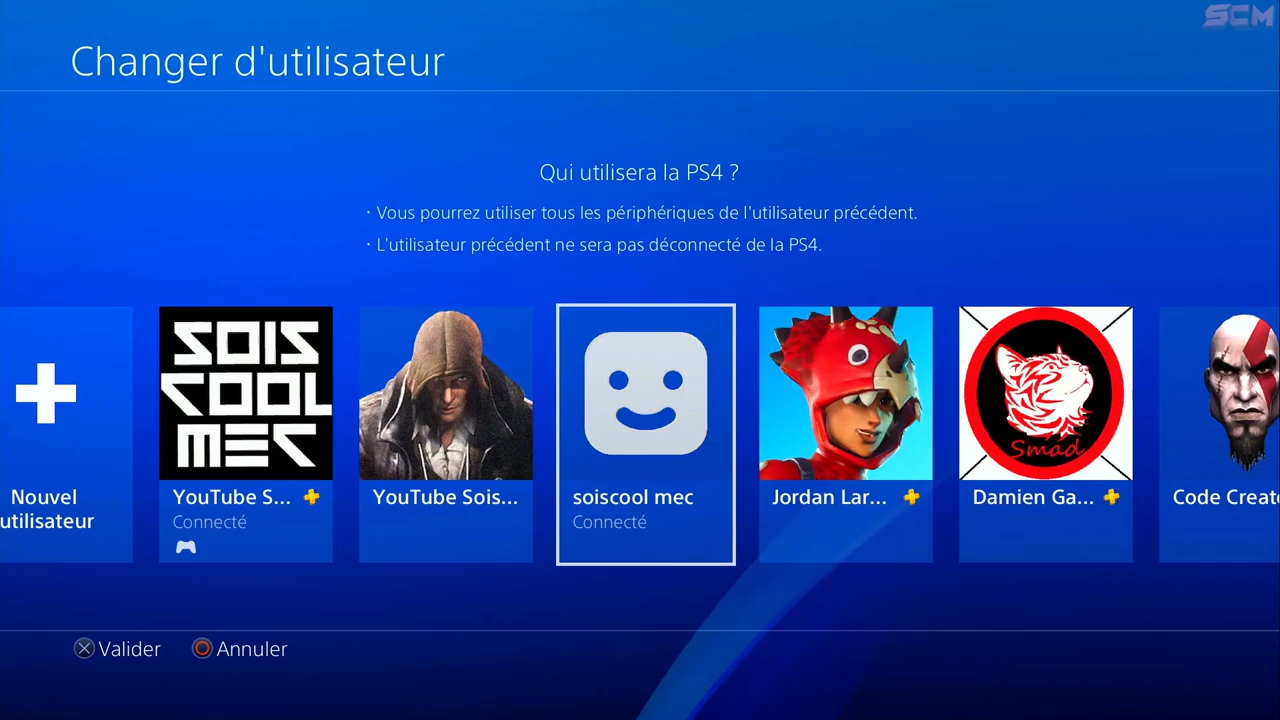 SCM
Changer d'utilisateur
Qui utilisera la PS4 ?
· Vous pourrez utiliser tous les périphériques de l'utilisateur précédent.
· L'utilisateur précédent ne sera pas déconnecté de la PS4.
SOIS
COOL
MEC
Smad
Nouvel
utilisateur
YouTube S...
Connecté
YouTube Sois...
soiscool mec
Connecté
Jordan Lar...
Damien Ga...
Code Creat
Valider
Annuler